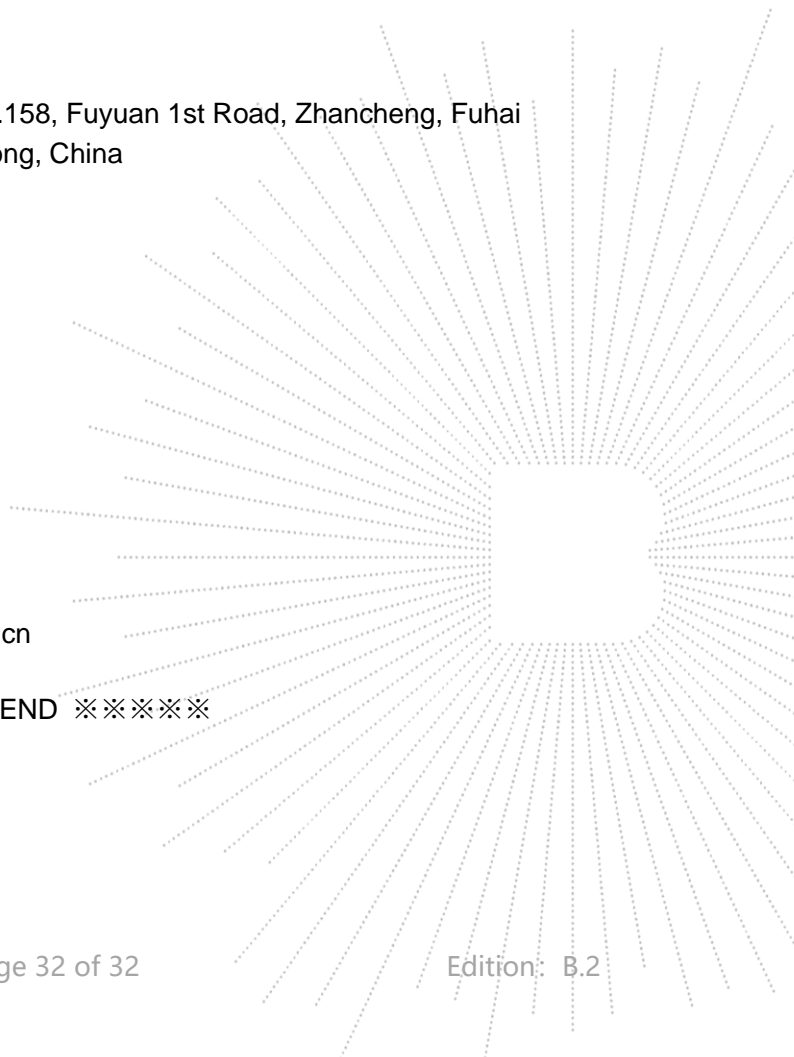 .158, Fuyuan 1st Road, Zhancheng, Fuhai
ong, China
cn
END ※※※※※
ge 32 of 32 Edition: B.2